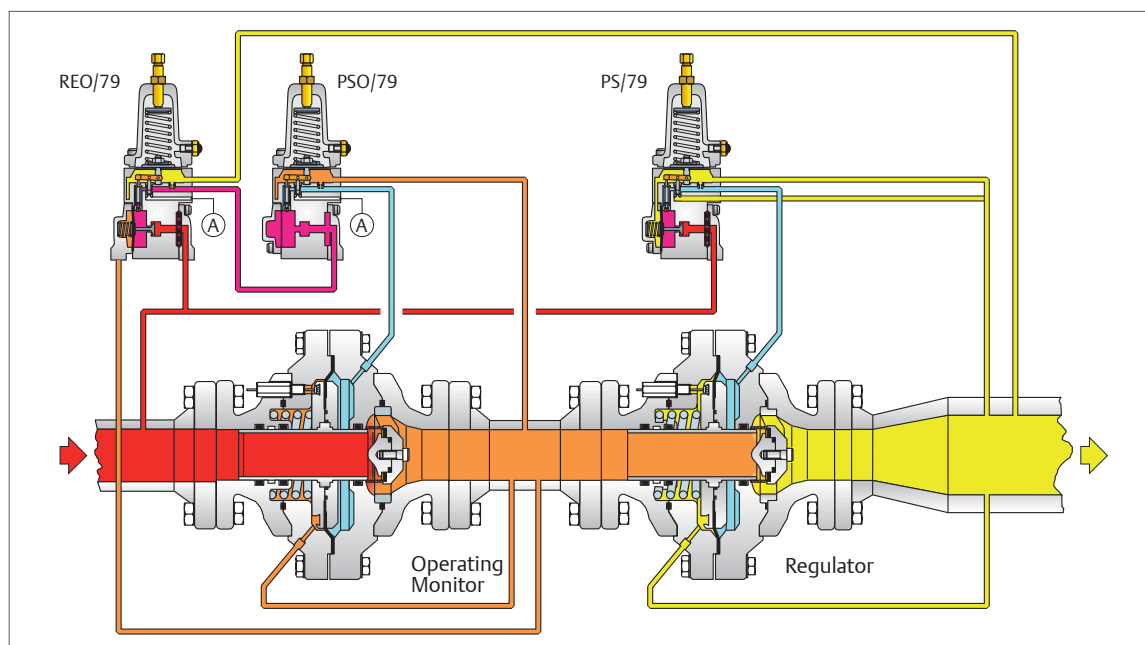 REO/79
PSO/79
PS/79
A
A
Operating
Monitor
Regulator